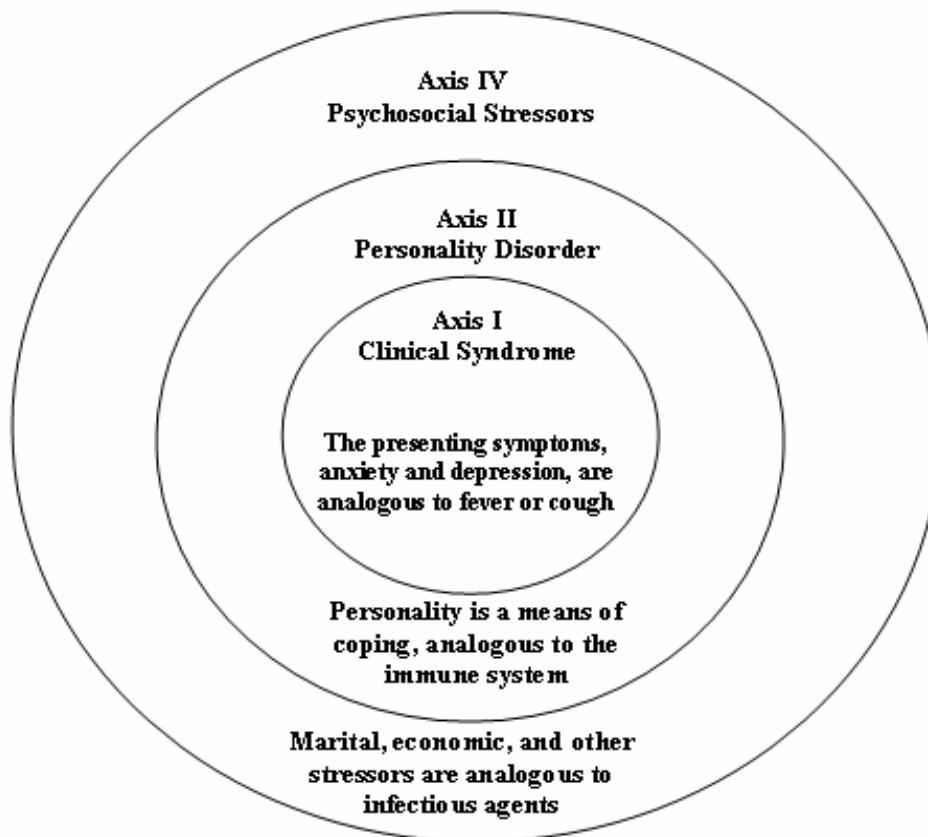 Axis IV
Psychosocial Stressors
Axis II
Personality Disorder
Axis I
Clinical Syndrome
The presenting symptoms,
anxiety and depression, are
analogous to fever or cough
Personality is a means of
coping, analogous to the
immune system
Marital, economic, and other
stressors are analogous to
infectious agents